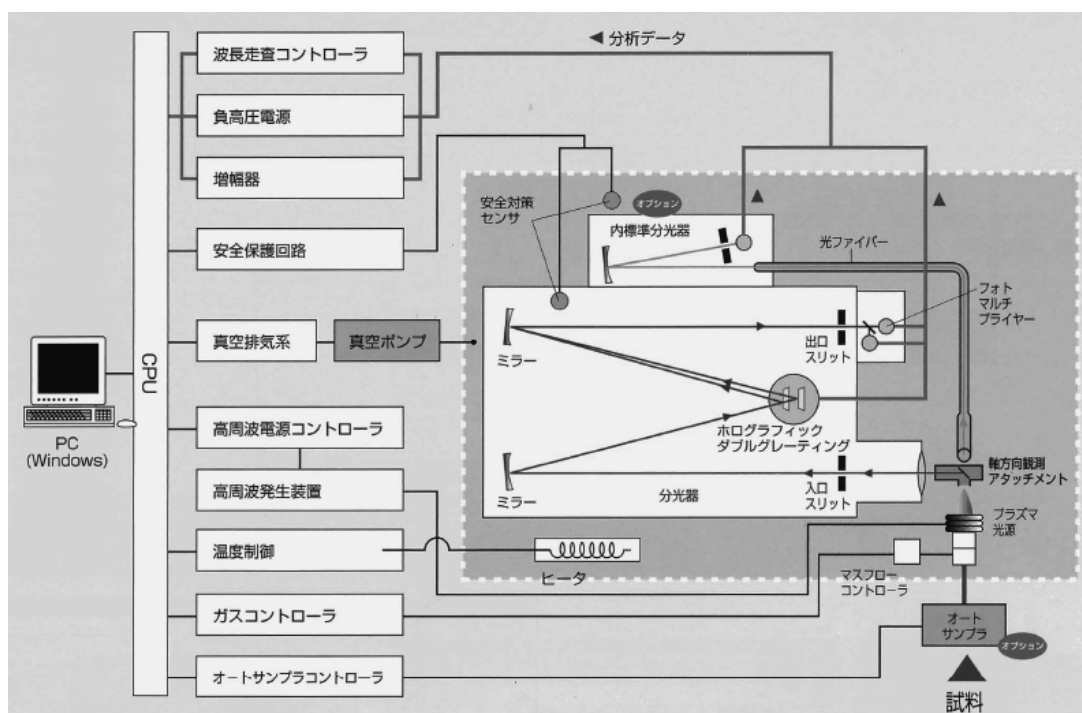 波長走査コントローラ
負高圧電源
増幅器
安全保護回路
真空排気系
真空ポンプ
高周波電源コントローラ
高周波発生装置
温度制御
ガスコントローラ
オートサンプラコントローラ
CPU
PC
(Windows)
◀ 分析データ
安全対策
センサ
オプション
内標準分光器
光ファイバー
フォト
マルチ
プライヤー
ミラー
出口
スリット
ホログラフィック
ダブルグレーティング
ミラー
分光器
入口
スリット
軸方向観測
アタッチメント
プラズマ
光源
ヒータ
マスフロー
コントローラ
オート
サンプラ
オプション
試料